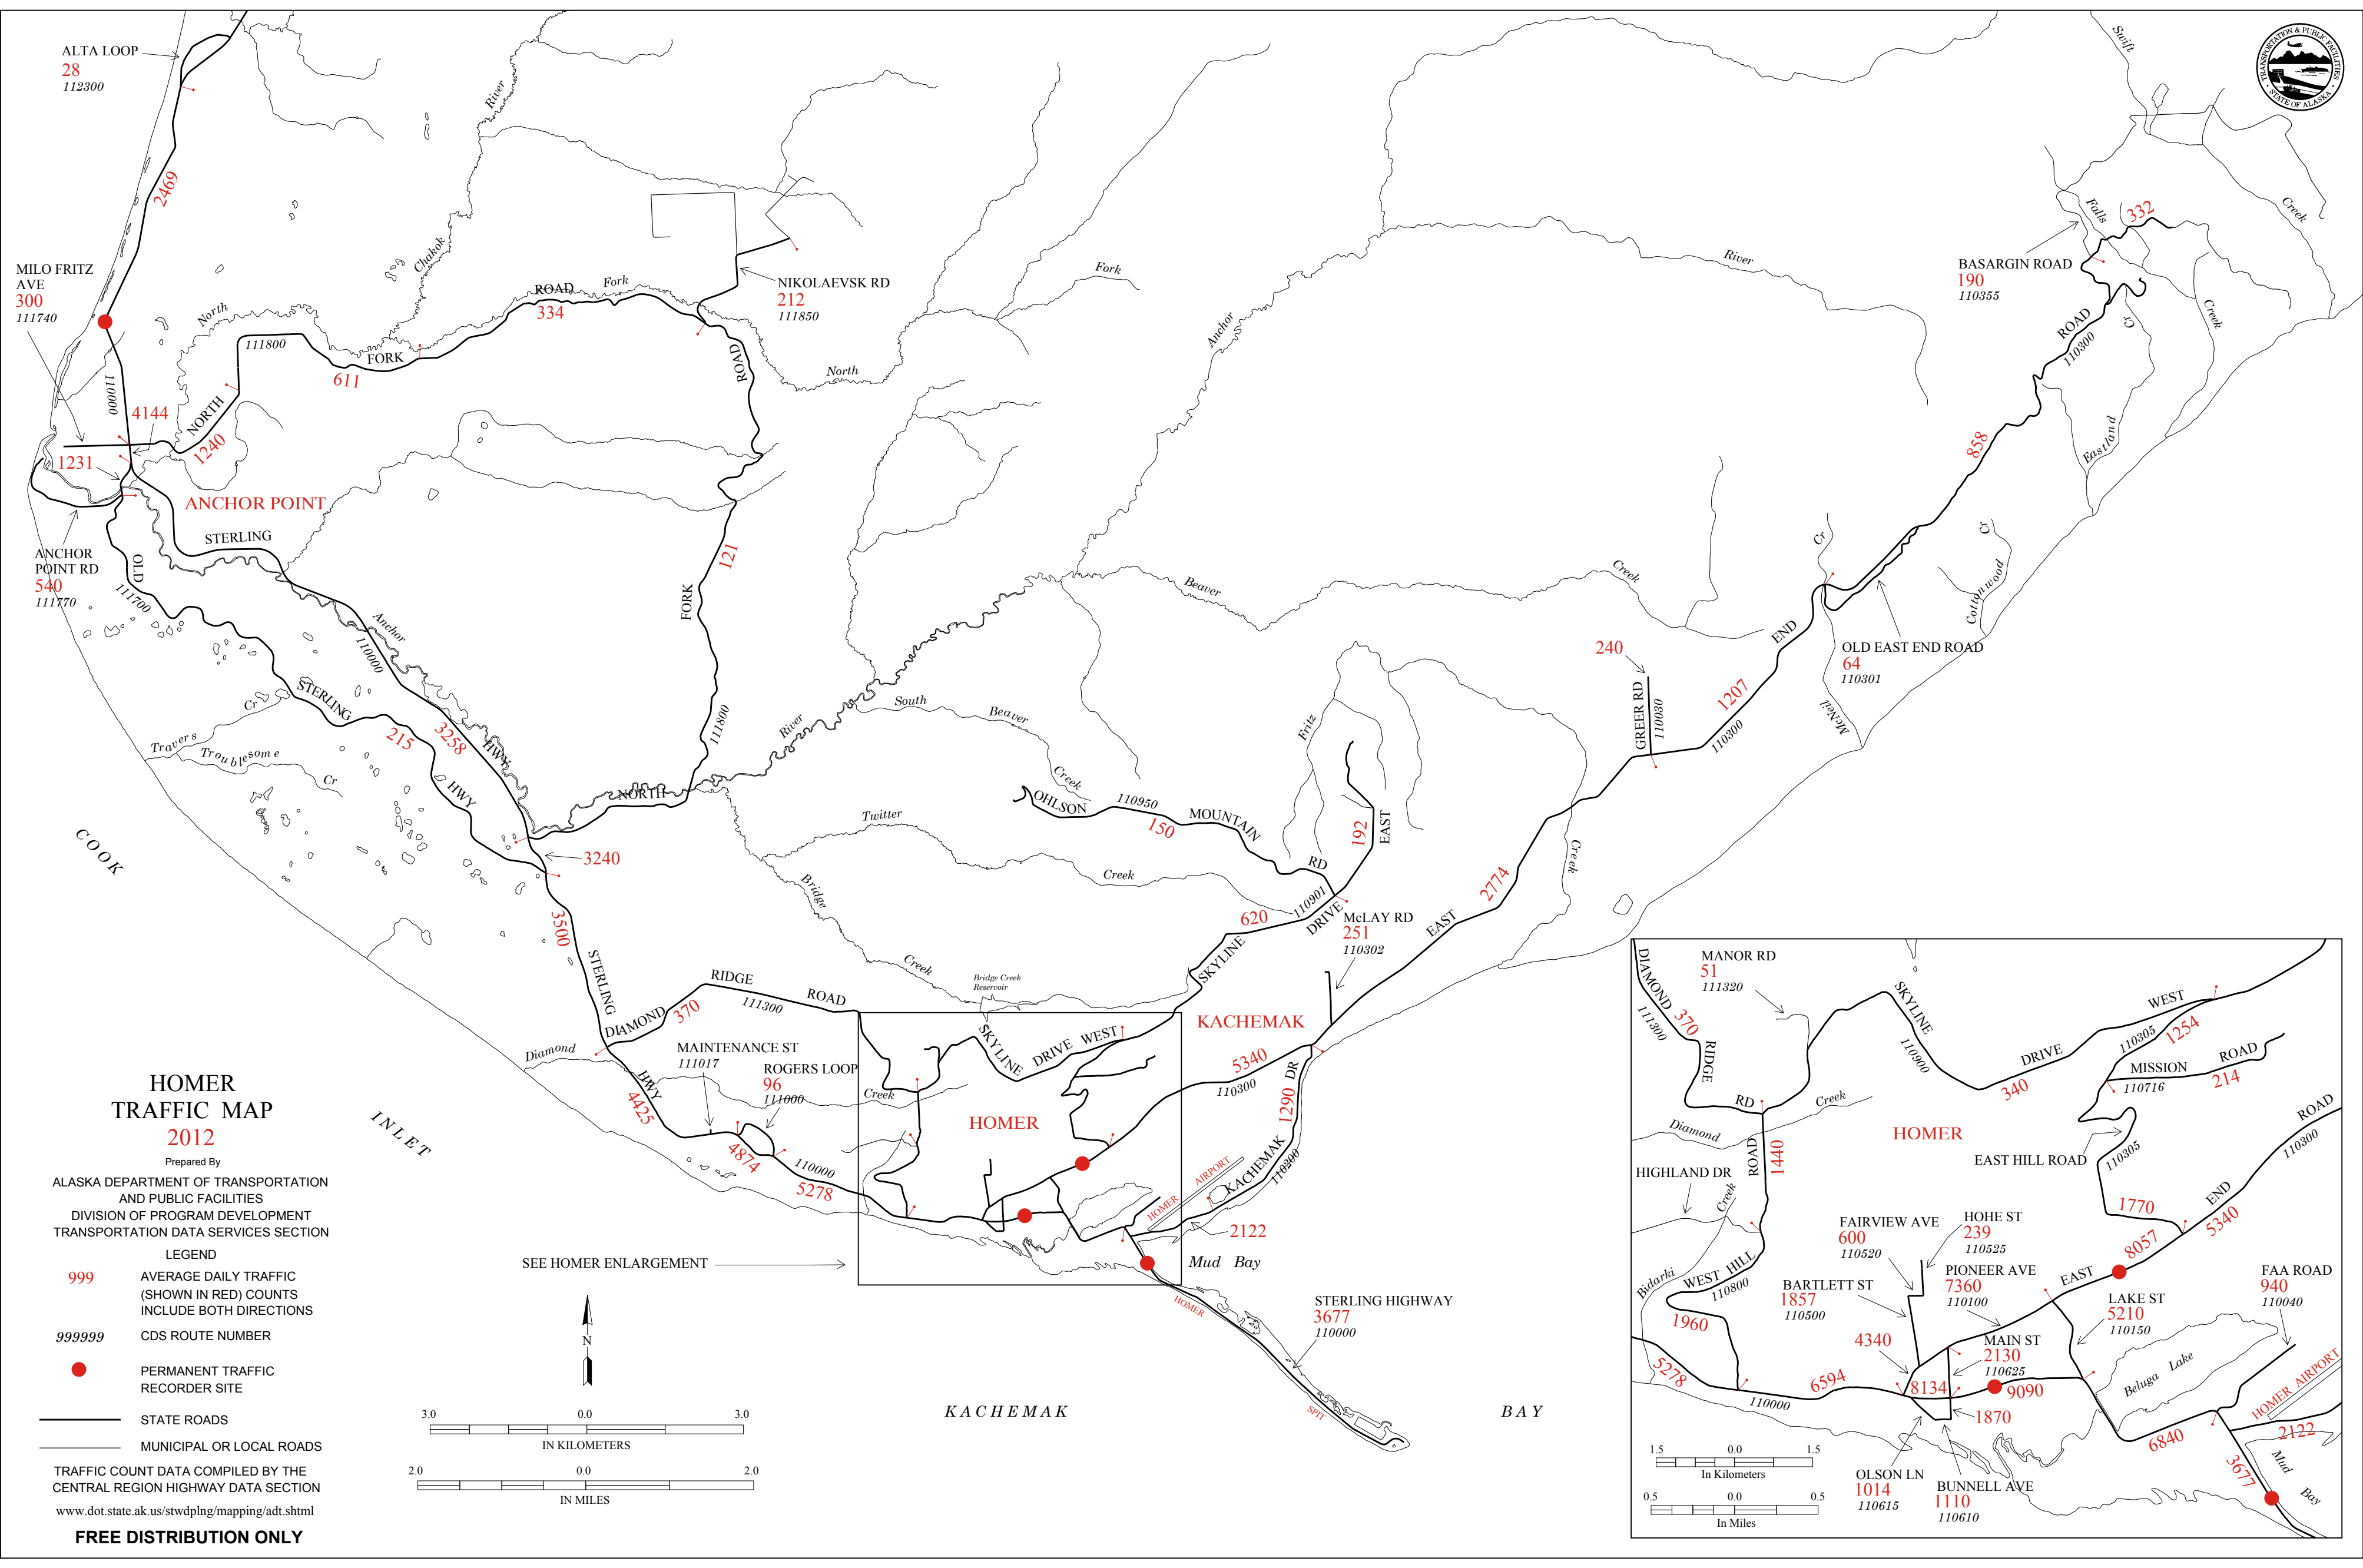 ALTA LOOP
28
112300
2469
MILO FRITZ
AVE
300
111740
110000
4144
1231
NORTH
1240
111800
FORK
611
ROAD
334
North
Fork
Chakok
River
NIKOLAEVSK RD
212
111850
ROAD
North
Fork
Anchor
River
ANCHOR POINT
STERLING
ANCHOR
POINT RD
540
111770
OLD
111700
Anchor
110000
STERLING
215
HWY
3258
HWY
Travers
Cr
Troublesome
Cr
121
FORK
111800
NORTH
River
3240
3500
STERLING
Beaver
Creek
South
Beaver
Creek
Twitter
Creek
Bridge
Creek
Bridge Creek
Reservoir
OHLSON
110950
150
MOUNTAIN
RD
Fritz
Creek
192
EAST
620
110901
DRIVE
SKYLINE
McLAY RD
251
110302
EAST
2774
240
GREER RD
110030
1207
110300
END
Cr
McNeil
OLD EAST END ROAD
64
110301
858
Cottonwood
Cr
Eastland
Cr
ROAD
110300
BASARGIN ROAD
190
110355
Falls
Creek
332
Swift
Creek
TRANSPORTATION & PUBLIC FACILITIES
STATE OF ALASKA
COOK
INLET
DIAMOND
370
RIDGE
111300
ROAD
Diamond
Creek
MAINTENANCE ST
111017
ROGERS LOOP
96
111000
HWY
4425
4874
110000
5278
SKYLINE
DRIVE
WEST
KACHEMAK
5340
110300
1290
DR
KACHEMAK
110200
HOMER
HOMER
AIRPORT
2122
Mud Bay
SEE HOMER ENLARGEMENT
HOMER
SPIT
STERLING HIGHWAY
3677
110000
KACHEMAK
BAY
N
3.0
0.0
3.0
IN KILOMETERS
2.0
0.0
2.0
IN MILES
HOMER
TRAFFIC MAP
2012
Prepared By
ALASKA DEPARTMENT OF TRANSPORTATION
AND PUBLIC FACILITIES
DIVISION OF PROGRAM DEVELOPMENT
TRANSPORTATION DATA SERVICES SECTION
LEGEND
999
AVERAGE DAILY TRAFFIC
(SHOWN IN RED) COUNTS
INCLUDE BOTH DIRECTIONS
999999
CDS ROUTE NUMBER
PERMANENT TRAFFIC
RECORDER SITE
STATE ROADS
MUNICIPAL OR LOCAL ROADS
TRAFFIC COUNT DATA COMPILED BY THE
CENTRAL REGION HIGHWAY DATA SECTION
www.dot.state.ak.us/stwdplng/mapping/adt.shtml
FREE DISTRIBUTION ONLY
DIAMOND
370
111300
RIDGE
RD
MANOR RD
51
111320
SKYLINE
110900
DRIVE
340
WEST
110305
1254
MISSION
ROAD
110716
214
Diamond
Creek
HOMER
HIGHLAND DR
ROAD
1440
Creek
Bidarki
WEST HILL
110800
1960
EAST HILL ROAD
110305
1770
ROAD
110300
END
5340
8057
EAST
FAIRVIEW AVE
600
110520
HOHE ST
239
110525
BARTLETT ST
1857
110500
PIONEER AVE
7360
110100
LAKE ST
5210
110150
FAA ROAD
940
110040
4340
MAIN ST
2130
110625
5278
6594
110000
8134
9090
1870
Beluga Lake
HOMER AIRPORT
6840
2122
3677
Mud
Bay
OLSON LN
1014
110615
BUNNELL AVE
1110
110610
1.5
0.0
1.5
In Kilometers
0.5
0.0
0.5
In Miles